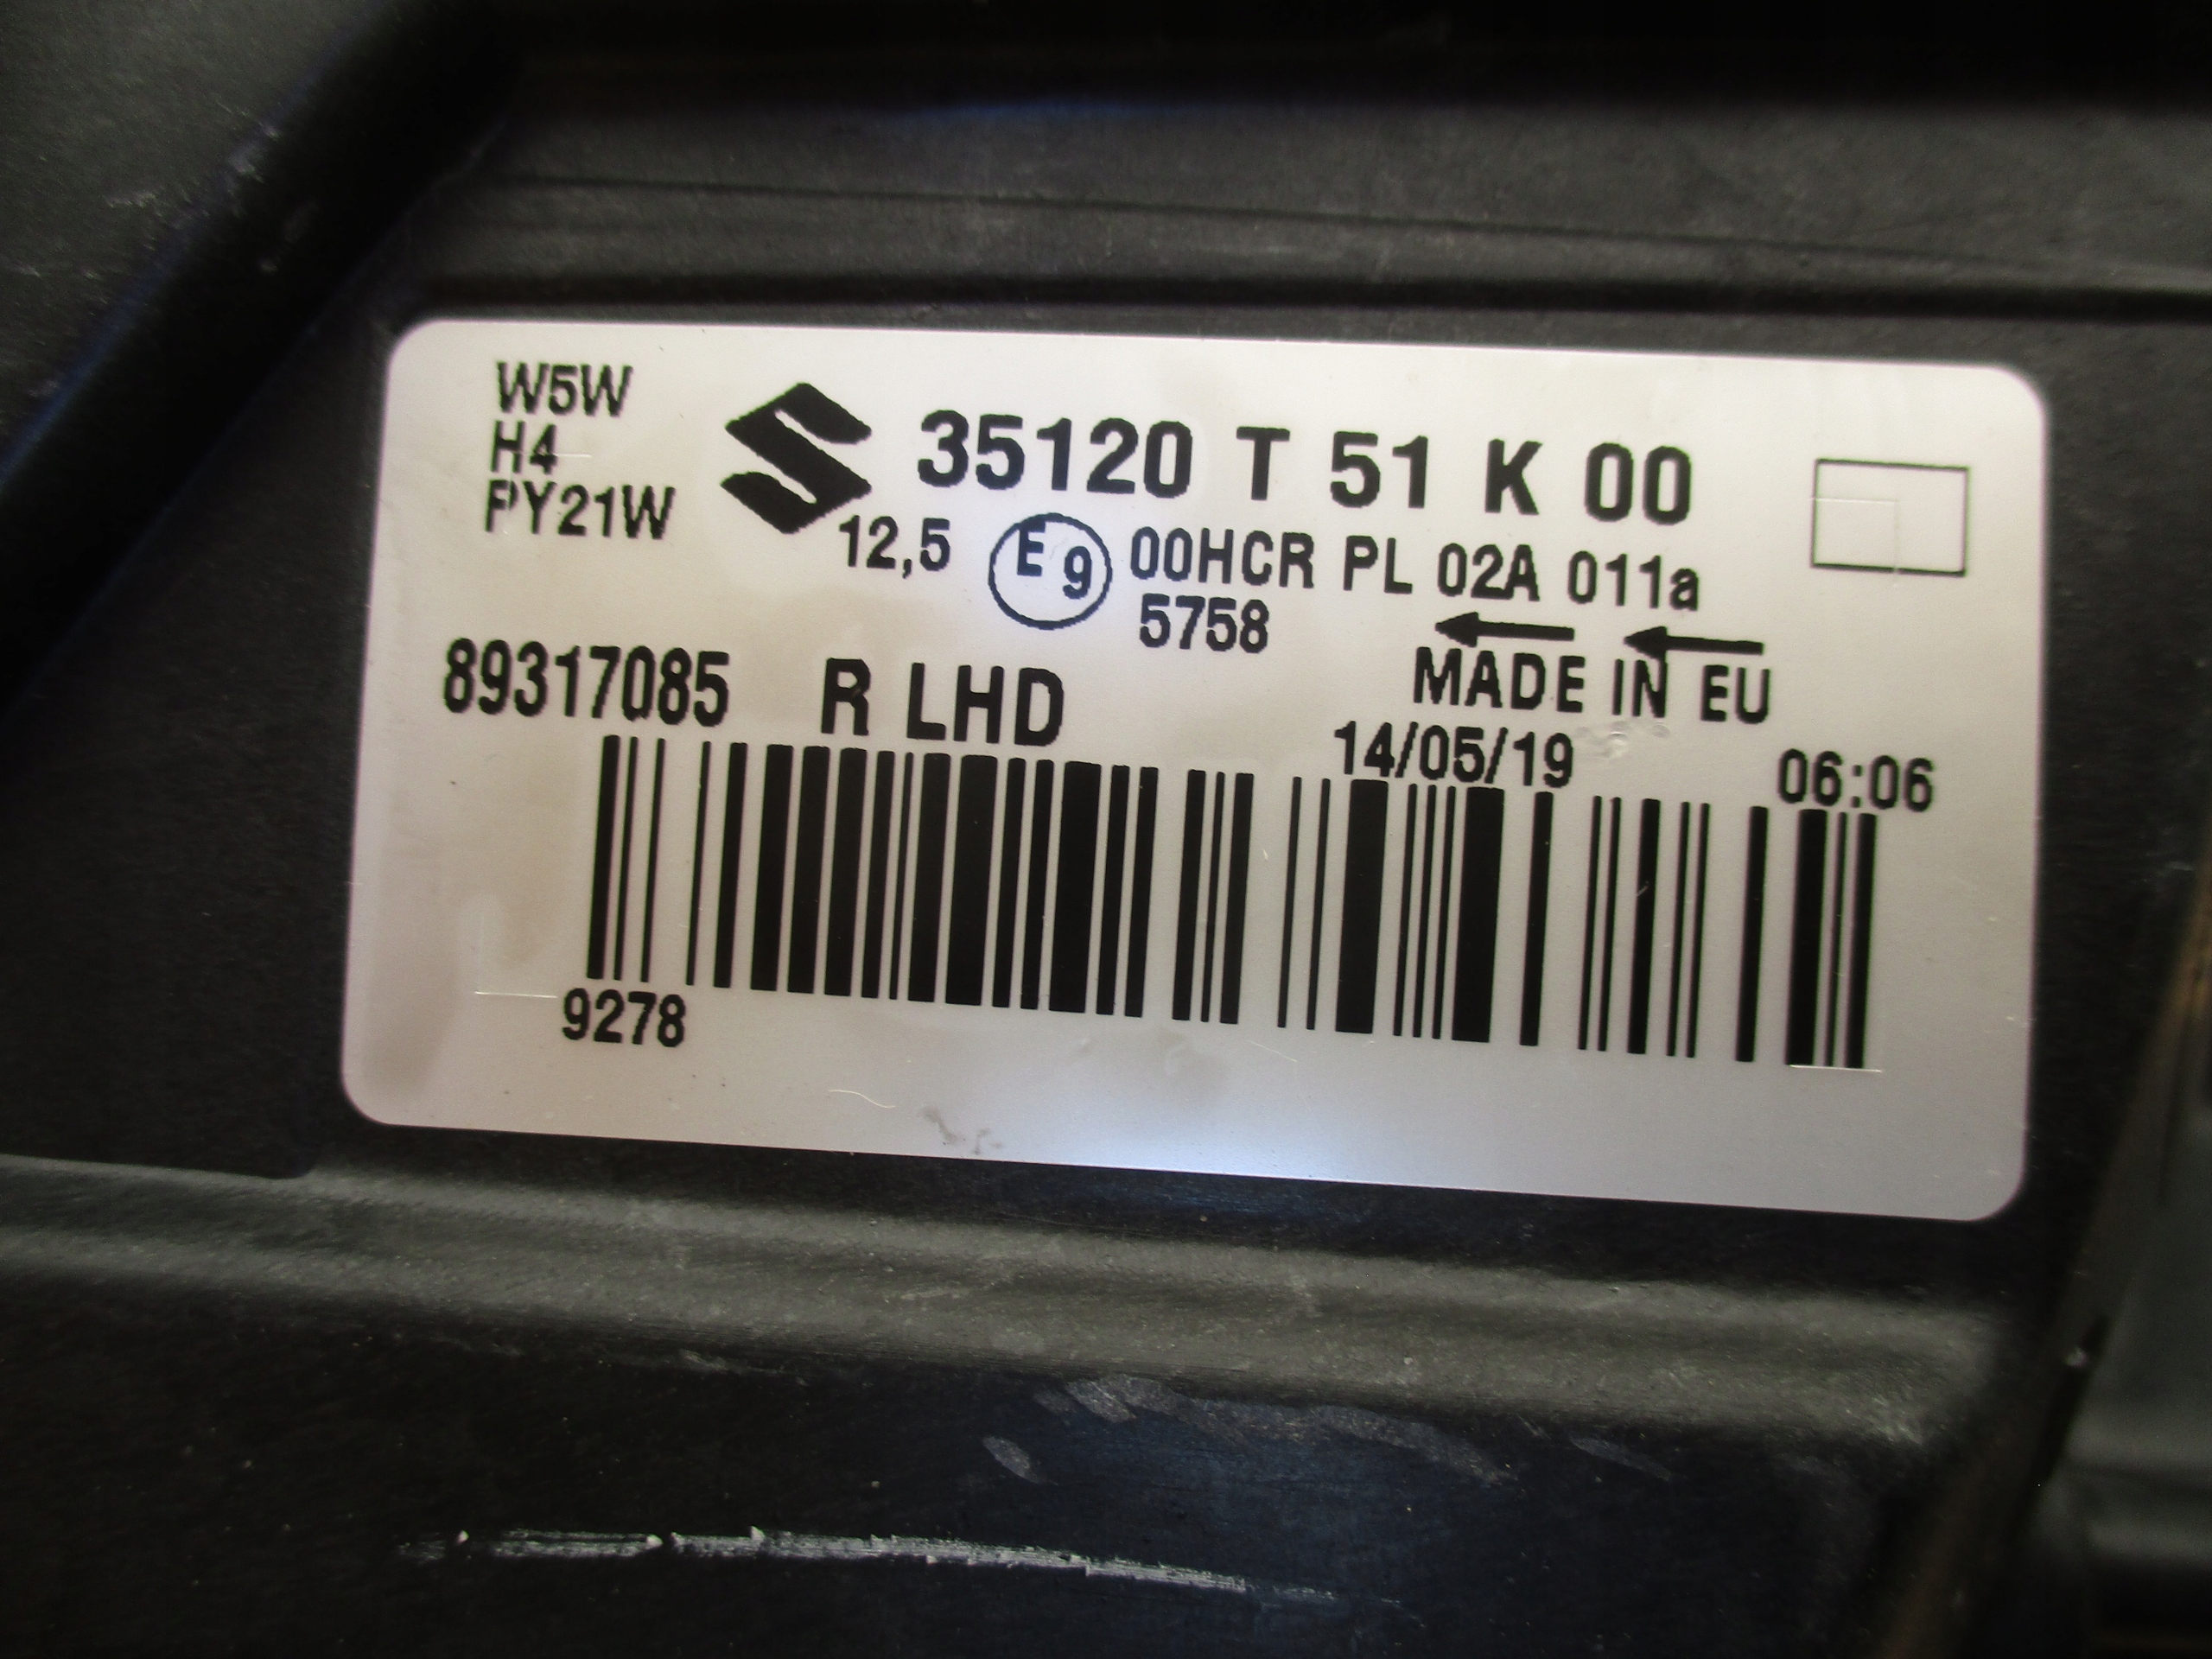 W5W
H4
PY21W
35120 T 51 K 00
12,5 E9 00HCR PL 02A 011a
5758
MADE IN EU
89317085 R LHD
14/05/19 06:06
9278